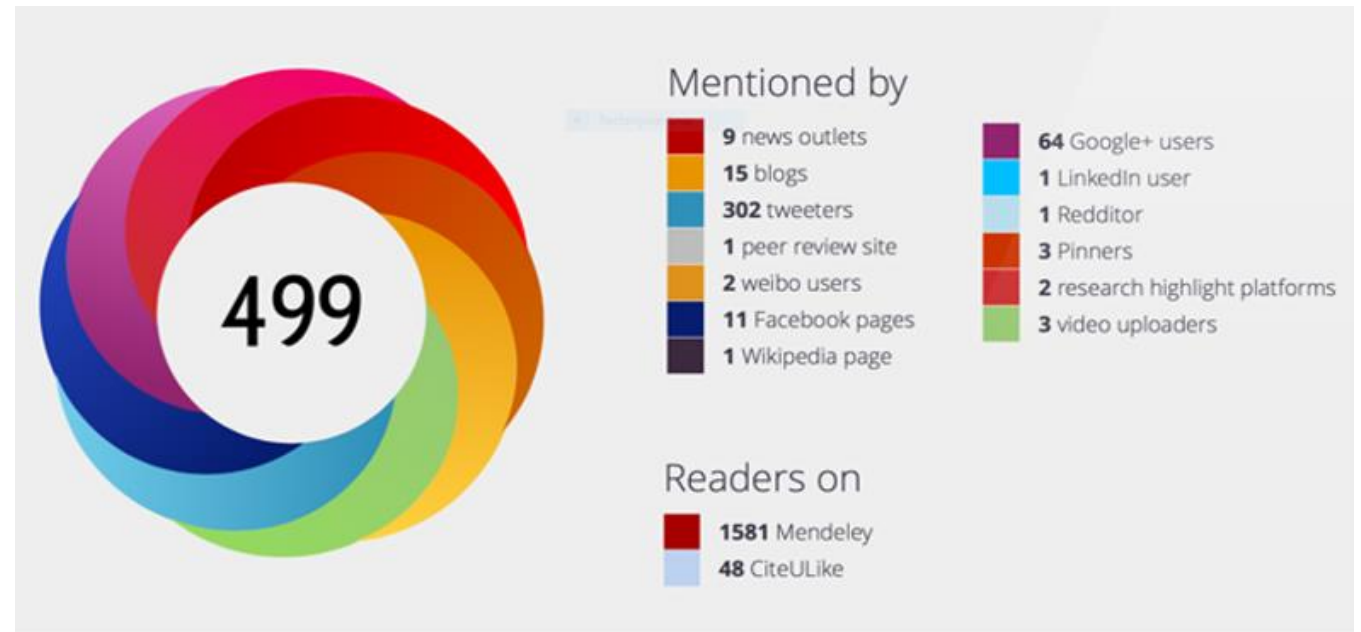 499
Mentioned by
9 news outlets
15 blogs
302 tweeters
1 peer review site
2 weibo users
11 Facebook pages
1 Wikipedia page
64 Google+ users
1 LinkedIn user
1 Redditor
3 Pinners
2 research highlight platforms
3 video uploaders
Readers on
1581 Mendeley
48 CiteULike